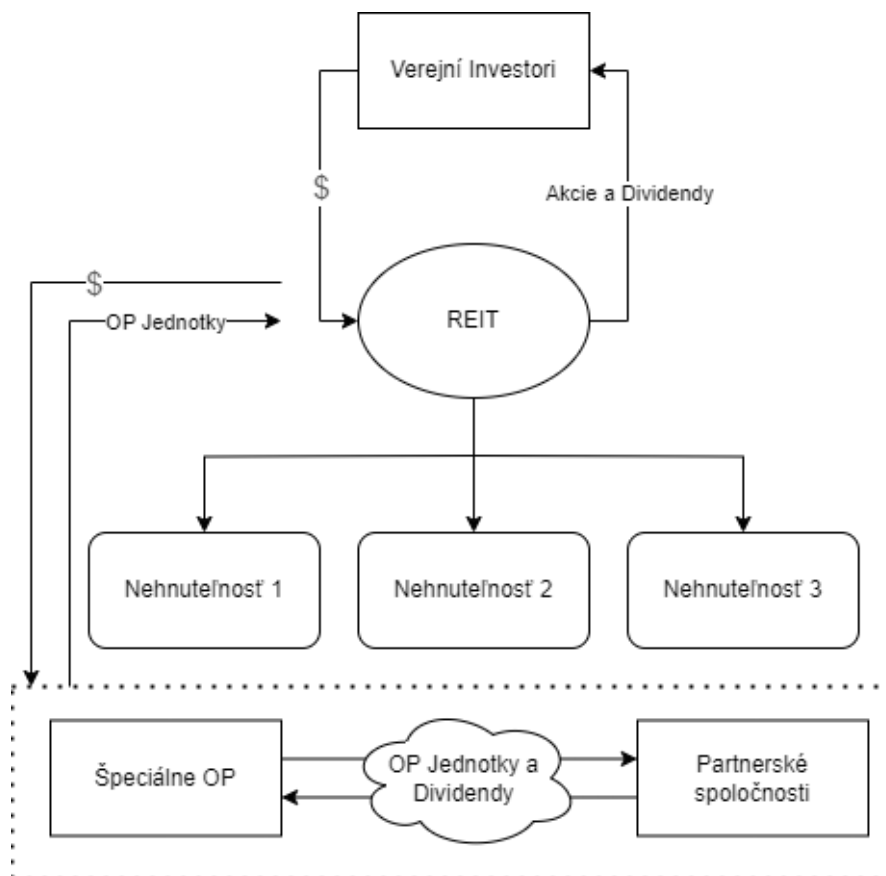 Verejní Investori
$
Akcie a Dividendy
$
OP Jednotky
REIT
Nehnuteľnosť 1
Nehnuteľnosť 2
Nehnuteľnosť 3
Špeciálne OP
OP Jednotky a
Dividendy
Partnerské
spoločnosti